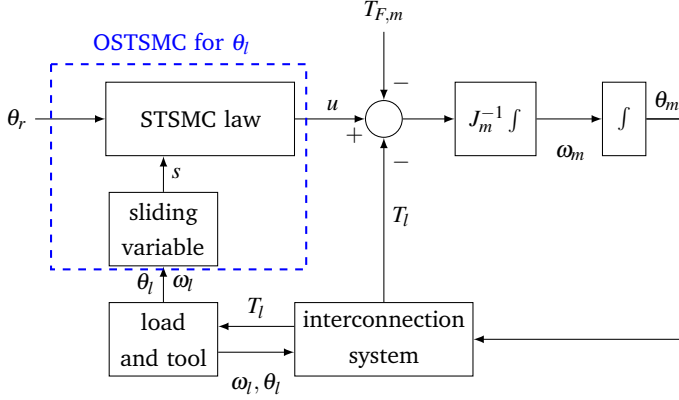 T_{F,m}
OSTSMC for θ_l
θ_r
STSMC law
u
−
+
−
J_m^{-1} ∫
ω_m
∫
θ_m
s
sliding
variable
T_l
θ_l
ω_l
load
and tool
T_l
ω_l, θ_l
interconnection
system